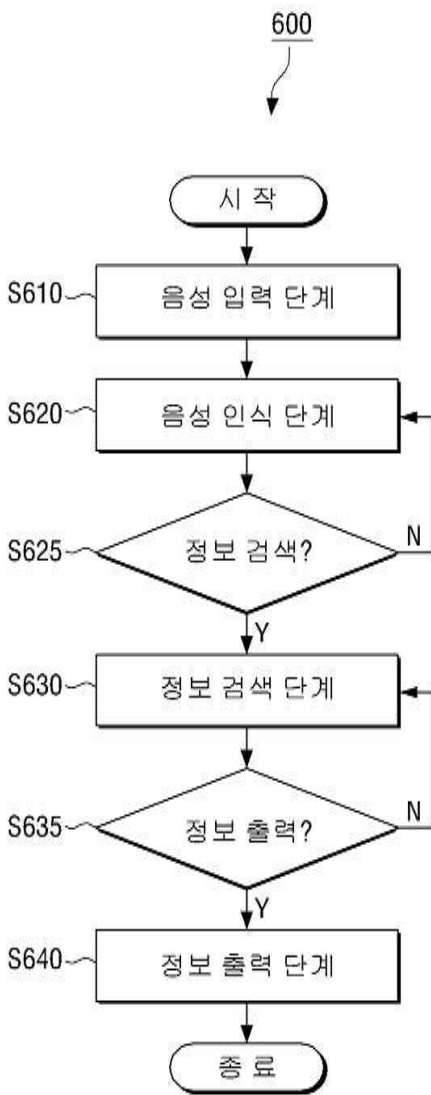 600
시 작
S610
음성 입력 단계
S620
음성 인식 단계
S625
정보 검색?
N
Y
S630
정보 검색 단계
S635
정보 출력?
N
Y
S640
정보 출력 단계
종 료